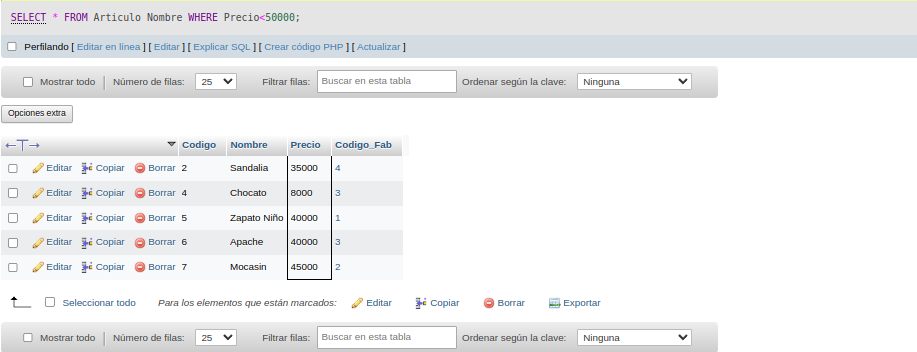 SELECT * FROM Articulo Nombre WHERE Precio<50000;
Perfilando [ Editar en línea ] [ Editar ] [ Explicar SQL ] [ Crear código PHP ] [ Actualizar ]
Mostrar todo Número de filas: 25 Filtrar filas: Buscar en esta tabla Ordenar según la clave: Ninguna
Opciones extra
←T→ Codigo Nombre Precio Codigo_Fab
Editar Copiar Borrar 2 Sandalia 35000 4
Editar Copiar Borrar 4 Chocato 8000 3
Editar Copiar Borrar 5 Zapato Niño 40000 1
Editar Copiar Borrar 6 Apache 40000 3
Editar Copiar Borrar 7 Mocasin 45000 2
Seleccionar todo Para los elementos que están marcados: Editar Copiar Borrar Exportar
Mostrar todo Número de filas: 25 Filtrar filas: Buscar en esta tabla Ordenar según la clave: Ninguna